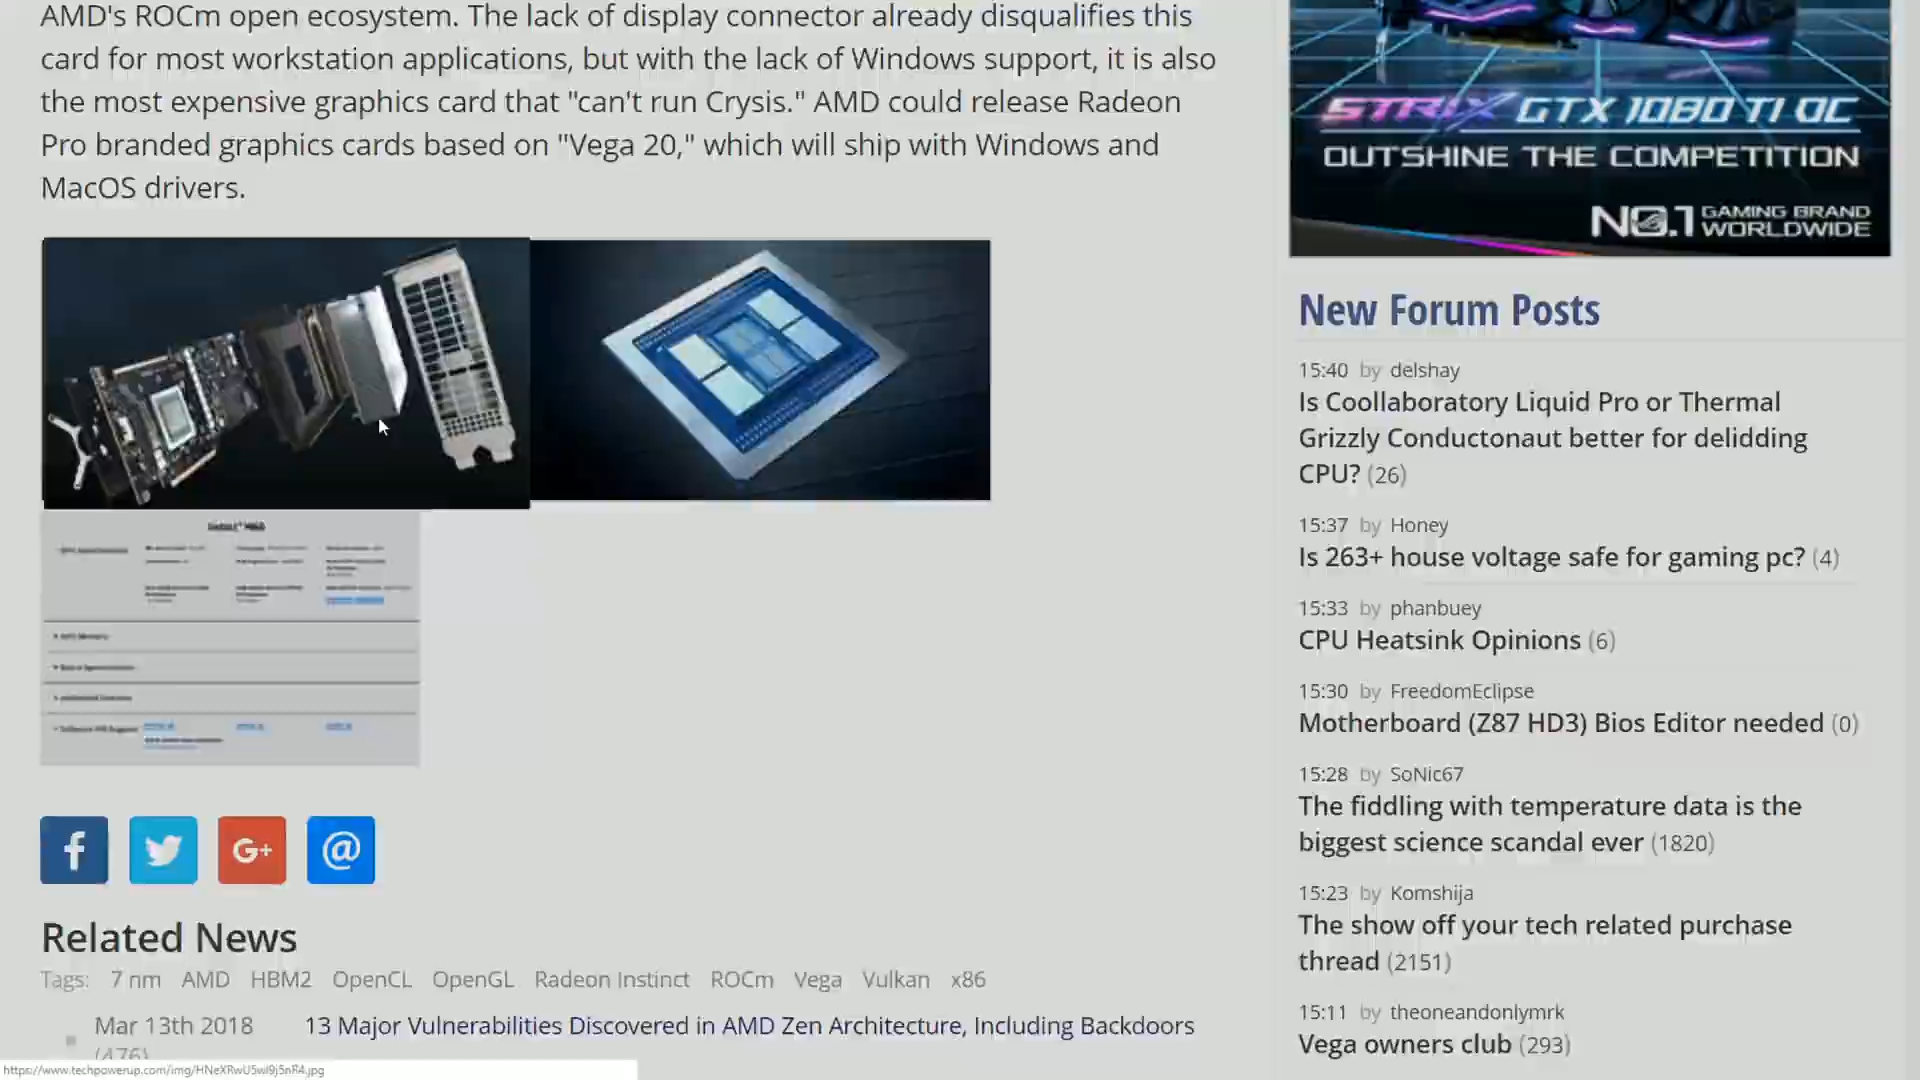 AMD's ROCm open ecosystem. The lack of display connector already disqualifies this
card for most workstation applications, but with the lack of Windows support, it is also
the most expensive graphics card that "can't run Crysis." AMD could release Radeon
Pro branded graphics cards based on "Vega 20," which will ship with Windows and
MacOS drivers.
Related News
Tags: 7 nm AMD HBM2 OpenCL OpenGL Radeon Instinct ROCm Vega Vulkan x86
Mar 13th 2018 13 Major Vulnerabilities Discovered in AMD Zen Architecture, Including Backdoors
(476)
STRIX GTX 1080 TI OC
OUTSHINE THE COMPETITION
NO.1 GAMING BRAND
WORLDWIDE
New Forum Posts
15:40 by delshay
Is Coollaboratory Liquid Pro or Thermal
Grizzly Conductonaut better for delidding
CPU? (26)
15:37 by Honey
Is 263+ house voltage safe for gaming pc? (4)
15:33 by phanbuey
CPU Heatsink Opinions (6)
15:30 by FreedomEclipse
Motherboard (Z87 HD3) Bios Editor needed (0)
15:28 by SoNic67
The fiddling with temperature data is the
biggest science scandal ever (1820)
15:23 by Komshija
The show off your tech related purchase
thread (2151)
15:11 by theoneandonlymrk
Vega owners club (293)